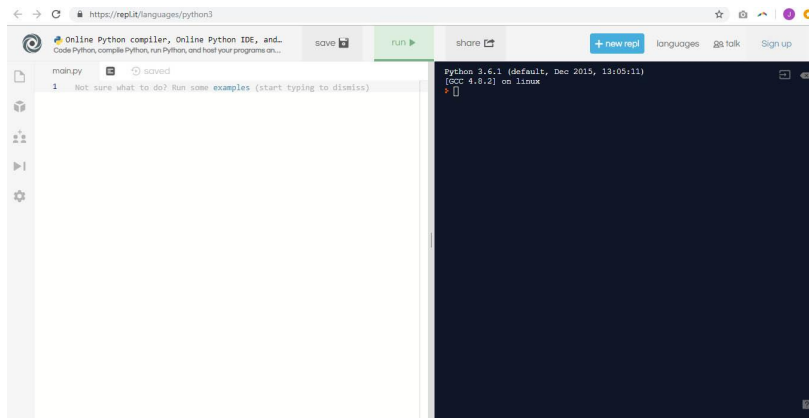 https://repl.it/languages/python3
Online Python compiler, Online Python IDE, and…
Code Python, compile Python, run Python, and host your programs an...
save
run
share
+ new repl
languages
talk
Sign up
main.py
saved
1 Not sure what to do? Run some examples (start typing to dismiss)
Python 3.6.1 (default, Dec 2015, 13:05:11)
[GCC 4.8.2] on linux
J